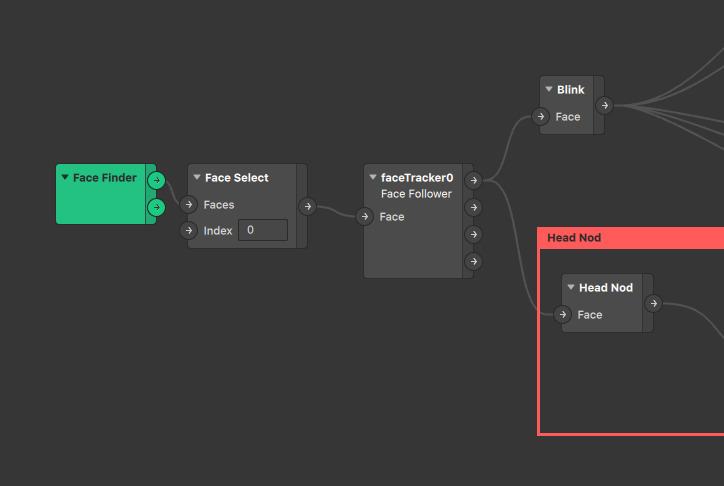 Blink
Face
Face Finder
Face Select
Faces
Index 0
faceTracker0
Face Follower
Face
Head Nod
Head Nod
Face